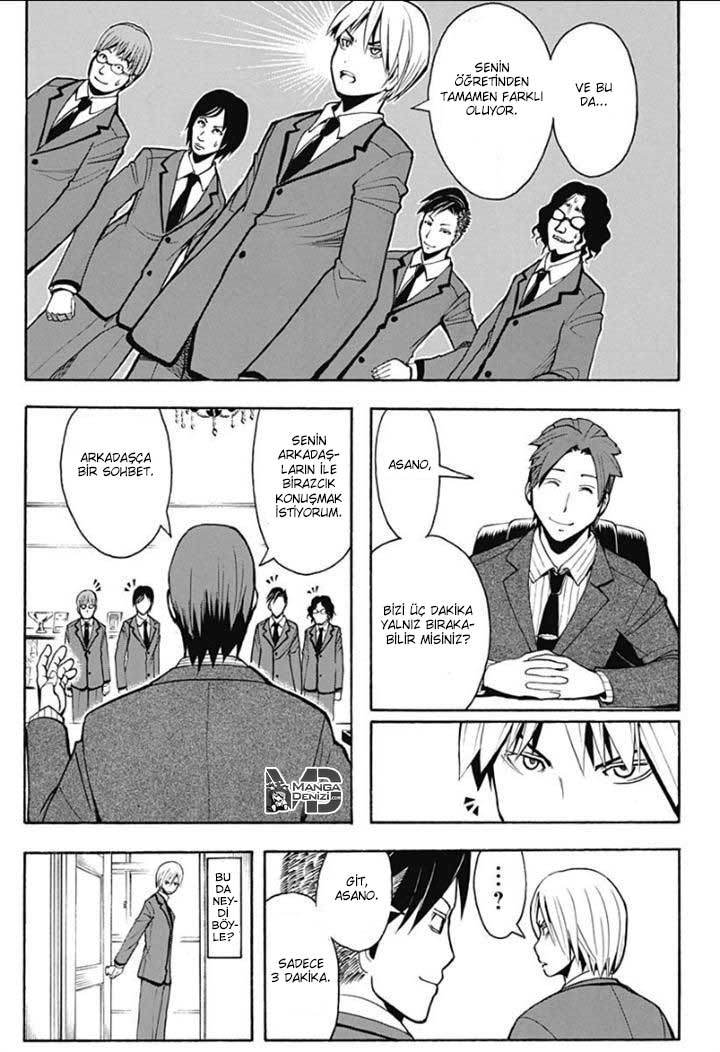 VE BU
DA...
SENİN
ÖĞRETİNDEN
TAMAMEN FARKLI
OLUYOR.
ASANO,
BİZİ ÜÇ DAKİKA
YALNIZ BIRAKA-
BİLİR MİSİNİZ?
SENİN
ARKADAŞ-
LARIN İLE
BİRAZCIK
KONUŞMAK
İSTİYORUM.
ARKADAŞÇA
BİR SOHBET.
MANGA
DENİZİ
.COM
...?
GİT,
ASANO.
SADECE
3 DAKİKA.
BU
DA NEY-
Dİ
BÖY-
LE?